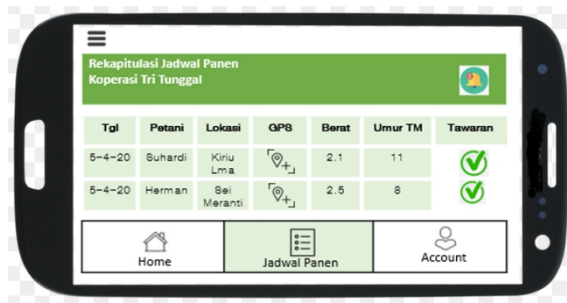 Rekapitulasi Jadwal Panen
Koperasi Tri Tunggal
Tgl Petani Lokasi GPS Berat Umur TM Tawaran
5-4-20 Suhardi Kiriu Lma 2.1 11
5-4-20 Herman Sei Meranti 2.5 8
Home Jadwal Panen Account